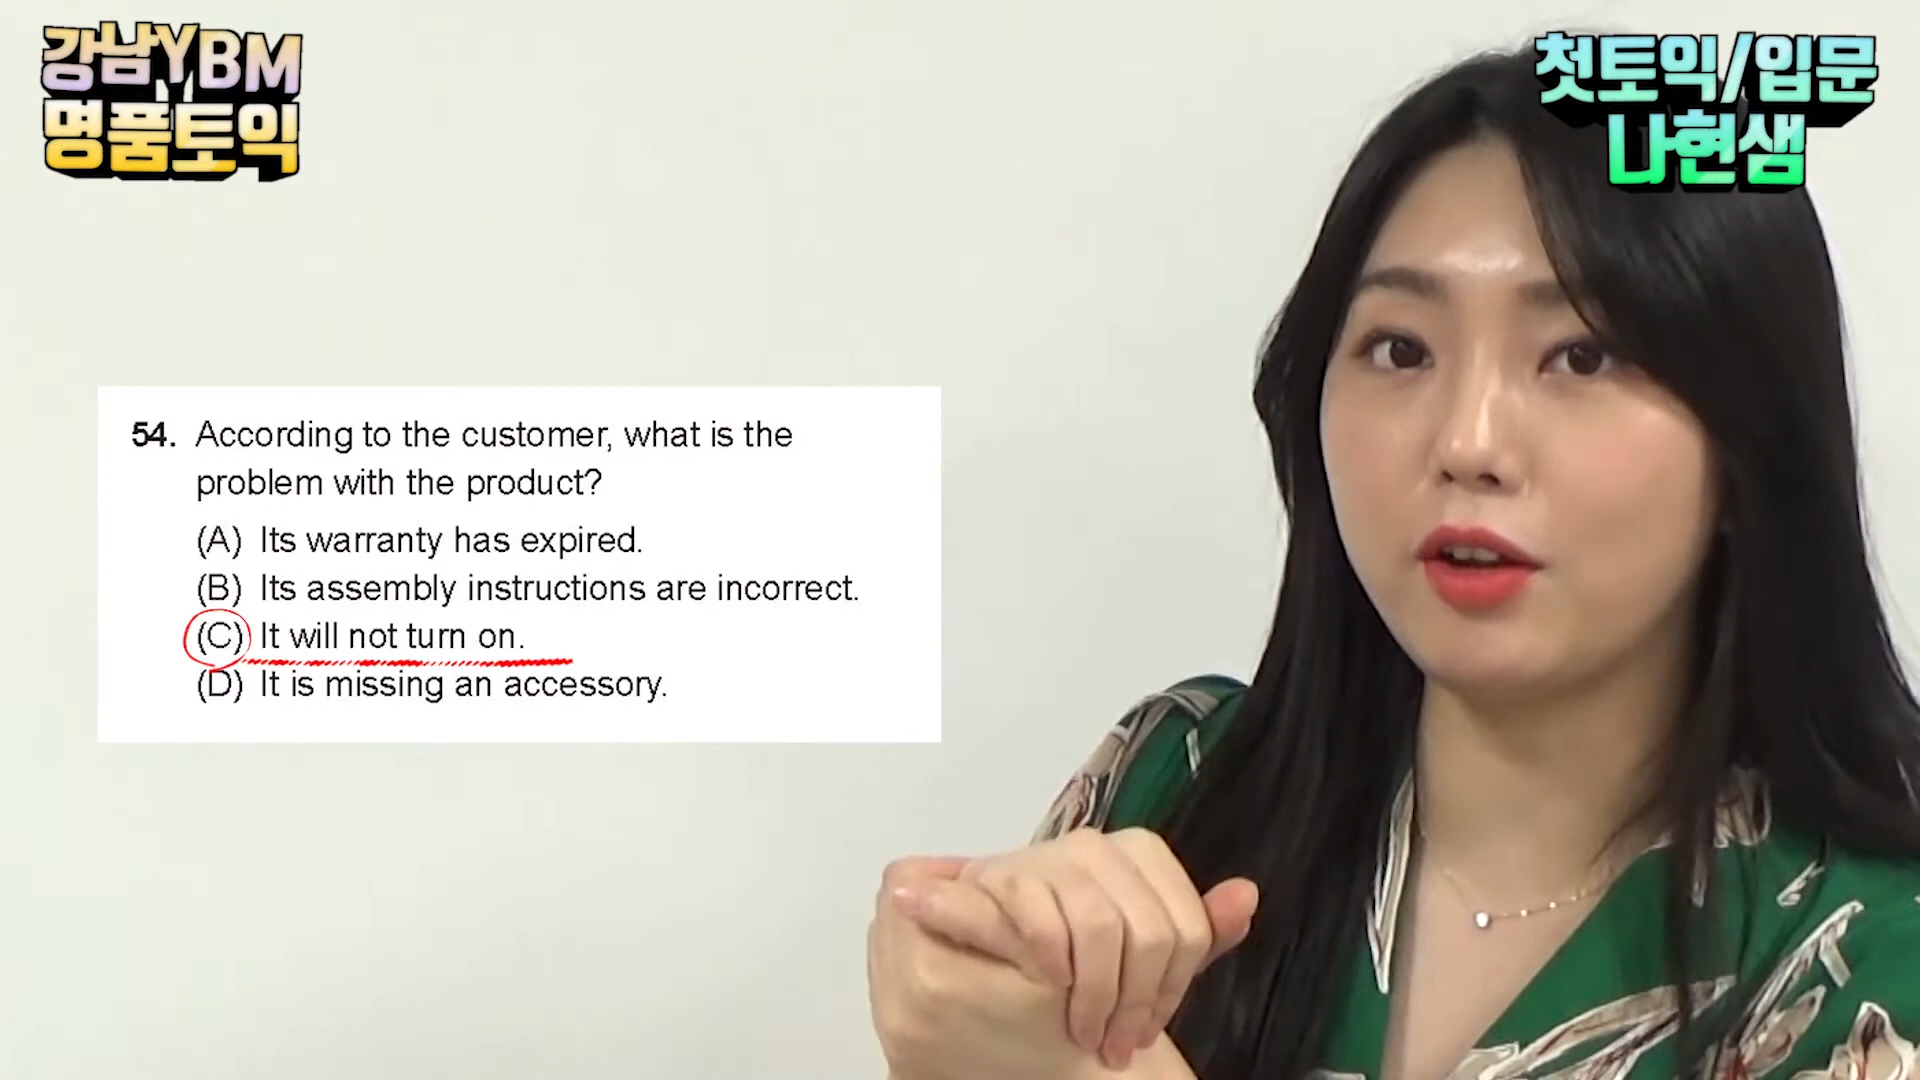 강남YBM
명품토익
첫토익/입문
나현샘
54. According to the customer, what is the
problem with the product?
(A) Its warranty has expired.
(B) Its assembly instructions are incorrect.
(C) It will not turn on.
(D) It is missing an accessory.